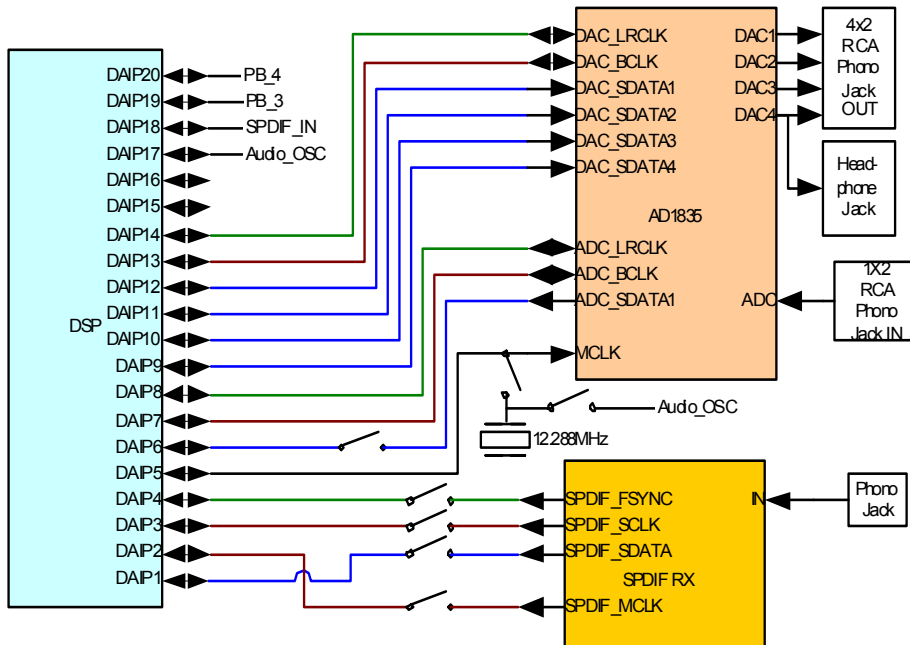 DAC_LRCLK
DAC_BCLK
DAC_SDATA1
DAC_SDATA2
DAC_SDATA3
DAC_SDATA4
AD1835
ADC_LRCLK
ADC_BCLK
ADC_SDATA1
MCLK
DAC1
DAC2
DAC3
DAC4
ADC
4x2
RCA
Phono
Jack
OUT
Head-
phone
Jack
1X2
RCA
Phono
Jack IN
DSP
DAIP20
DAIP19
DAIP18
DAIP17
DAIP16
DAIP15
DAIP14
DAIP13
DAIP12
DAIP11
DAIP10
DAIP9
DAIP8
DAIP7
DAIP6
DAIP5
DAIP4
DAIP3
DAIP2
DAIP1
PB_4
PB_3
SPDIF_IN
Audio_OSC
Audio_OSC
12.288MHz
SPDIF_FSYNC
SPDIF_SCLK
SPDIF_SDATA
SPDIF RX
SPDIF_MCLK
IN
Phono
Jack